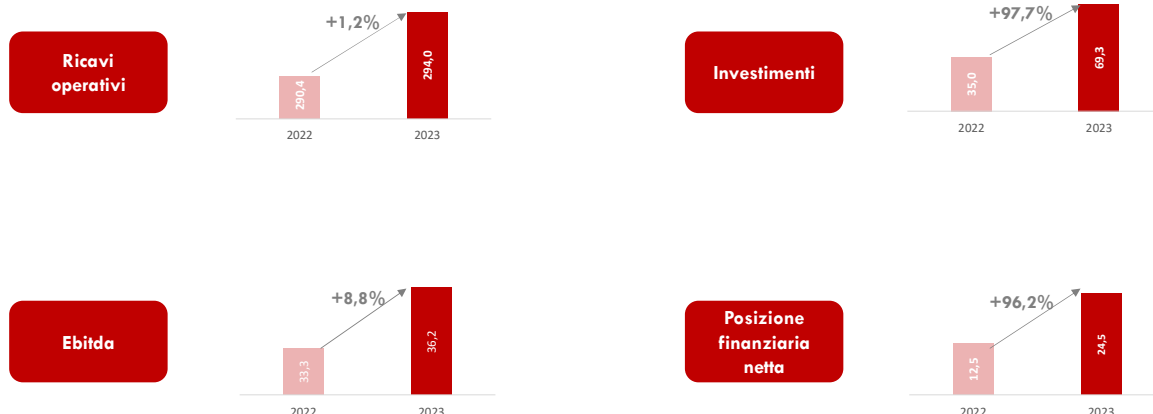 Ricavi
operativi
+1,2%
290,4
294,0
2022
2023
Investimenti
+97,7%
35,0
69,3
2022
2023
Ebitda
+8,8%
33,3
36,2
2022
2023
Posizione
finanziaria
netta
+96,2%
12,5
24,5
2022
2023